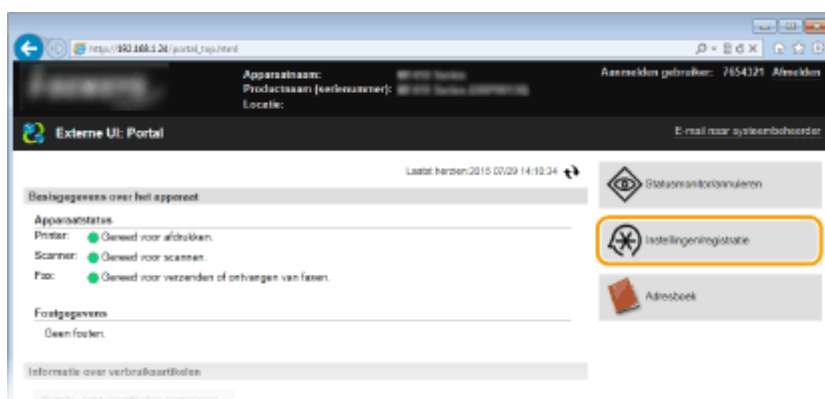 http://192.168.1.24/portal_top.html
Apparaatnaam:
Productnaam (serienummer):
Locatie:
Aanmelden gebruiker: 7654321 Afmelden
Externe UI: Portal
E-mail naar systeembeheerder
Laatst herzien:2015 07/29 14:10:34
Basisgegevens over het apparaat
Apparaatstatus
Printer: Gereed voor afdrukken.
Scanner: Gereed voor scannen.
Fax: Gereed voor verzenden of ontvangen van faxen.
Foutgegevens
Geen fouten.
Informatie over verbruiksartikelen
Statusmonitor/annuleren
Instellingen/registratie
Adresboek